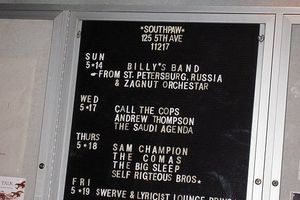 "SOUTHPAW"
125 5TH AVE
11217
SUN
5•14 BILLY'S BAND
-FROM ST. PETERSBURG, RUSSIA
& ZAGNUT ORCHESTAR
WED
5•17 CALL THE COPS
ANDREW THOMPSON
THE SAUDI AGENDA
THURS
5•18 SAM CHAMPION
THE COMAS
THE BIG SLEEP
SELF RIGTEOUS BROS.
FRI
5•19 $WERVE & LYRICIST LOUNGE
TALK